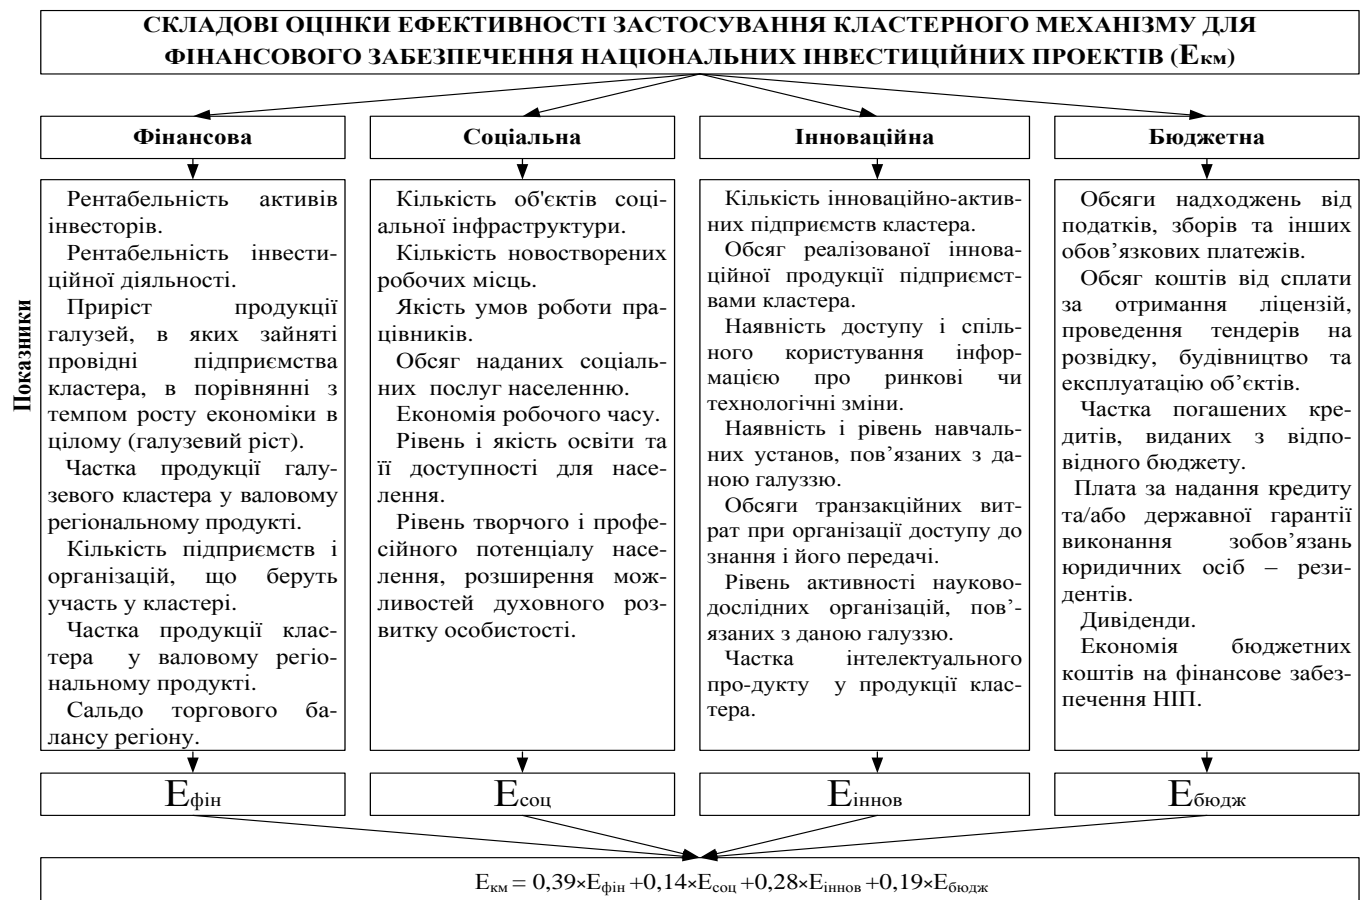 СКЛАДОВІ ОЦІНКИ ЕФЕКТИВНОСТІ ЗАСТОСУВАННЯ КЛАСТЕРНОГО МЕХАНІЗМУ ДЛЯ
ФІНАНСОВОГО ЗАБЕЗПЕЧЕННЯ НАЦІОНАЛЬНИХ ІНВЕСТИЦІЙНИХ ПРОЕКТІВ (Екм)
Показники
Фінансова
Рентабельність активів
інвесторів.
Рентабельність інвести-
ційної діяльності.
Приріст продукції
галузей, в яких зайняті
провідні підприємства
кластера, в порівнянні з
темпом росту економіки в
цілому (галузевий ріст).
Частка продукції галу-
зевого кластера у валовому
регіональному продукті.
Кількість підприємств і
організацій, що беруть
участь у кластері.
Частка продукції клас-
тера у валовому регіо-
нальному продукті.
Сальдо торгового ба-
лансу регіону.
Ефін
Соціальна
Кількість об'єктів соці-
альної інфраструктури.
Кількість новостворених
робочих місць.
Якість умов роботи пра-
цівників.
Обсяг наданих соціаль-
них послуг населенню.
Економія робочого часу.
Рівень і якість освіти та
її доступності для насе-
лення.
Рівень творчого і профе-
сійного потенціалу насе-
лення, розширення мож-
ливостей духовного роз-
витку особистості.
Есоц
Інноваційна
Кількість інноваційно-актив-
них підприємств кластера.
Обсяг реалізованої іннова-
ційної продукції підприємст-
вами кластера.
Наявність доступу і спіль-
ного користування інфор-
мацією про ринкові чи
технологічні зміни.
Наявність і рівень навчаль-
них установ, пов’язаних з да-
ною галуззю.
Обсяги транзакційних вит-
рат при організації доступу до
знання і його передачі.
Рівень активності науково-
дослідних організацій, пов’-
язаних з даною галуззю.
Частка інтелектуального
про-дукту у продукції клас-
тера.
Еіннов
Бюджетна
Обсяги надходжень від
податків, зборів та інших
обов’язкових платежів.
Обсяг коштів від сплати
за отримання ліцензій,
проведення тендерів на
розвідку, будівництво та
експлуатацію об’єктів.
Частка погашених кре-
дитів, виданих з відпо-
відного бюджету.
Плата за надання кредиту
та/або державної гарантії
виконання зобов’язань
юридичних осіб – рези-
дентів.
Дивіденди.
Економія бюджетних
коштів на фінансове забез-
печення НІП.
Ебюдж
Екм = 0,39×Ефін +0,14×Есоц +0,28×Еіннов +0,19×Ебюдж